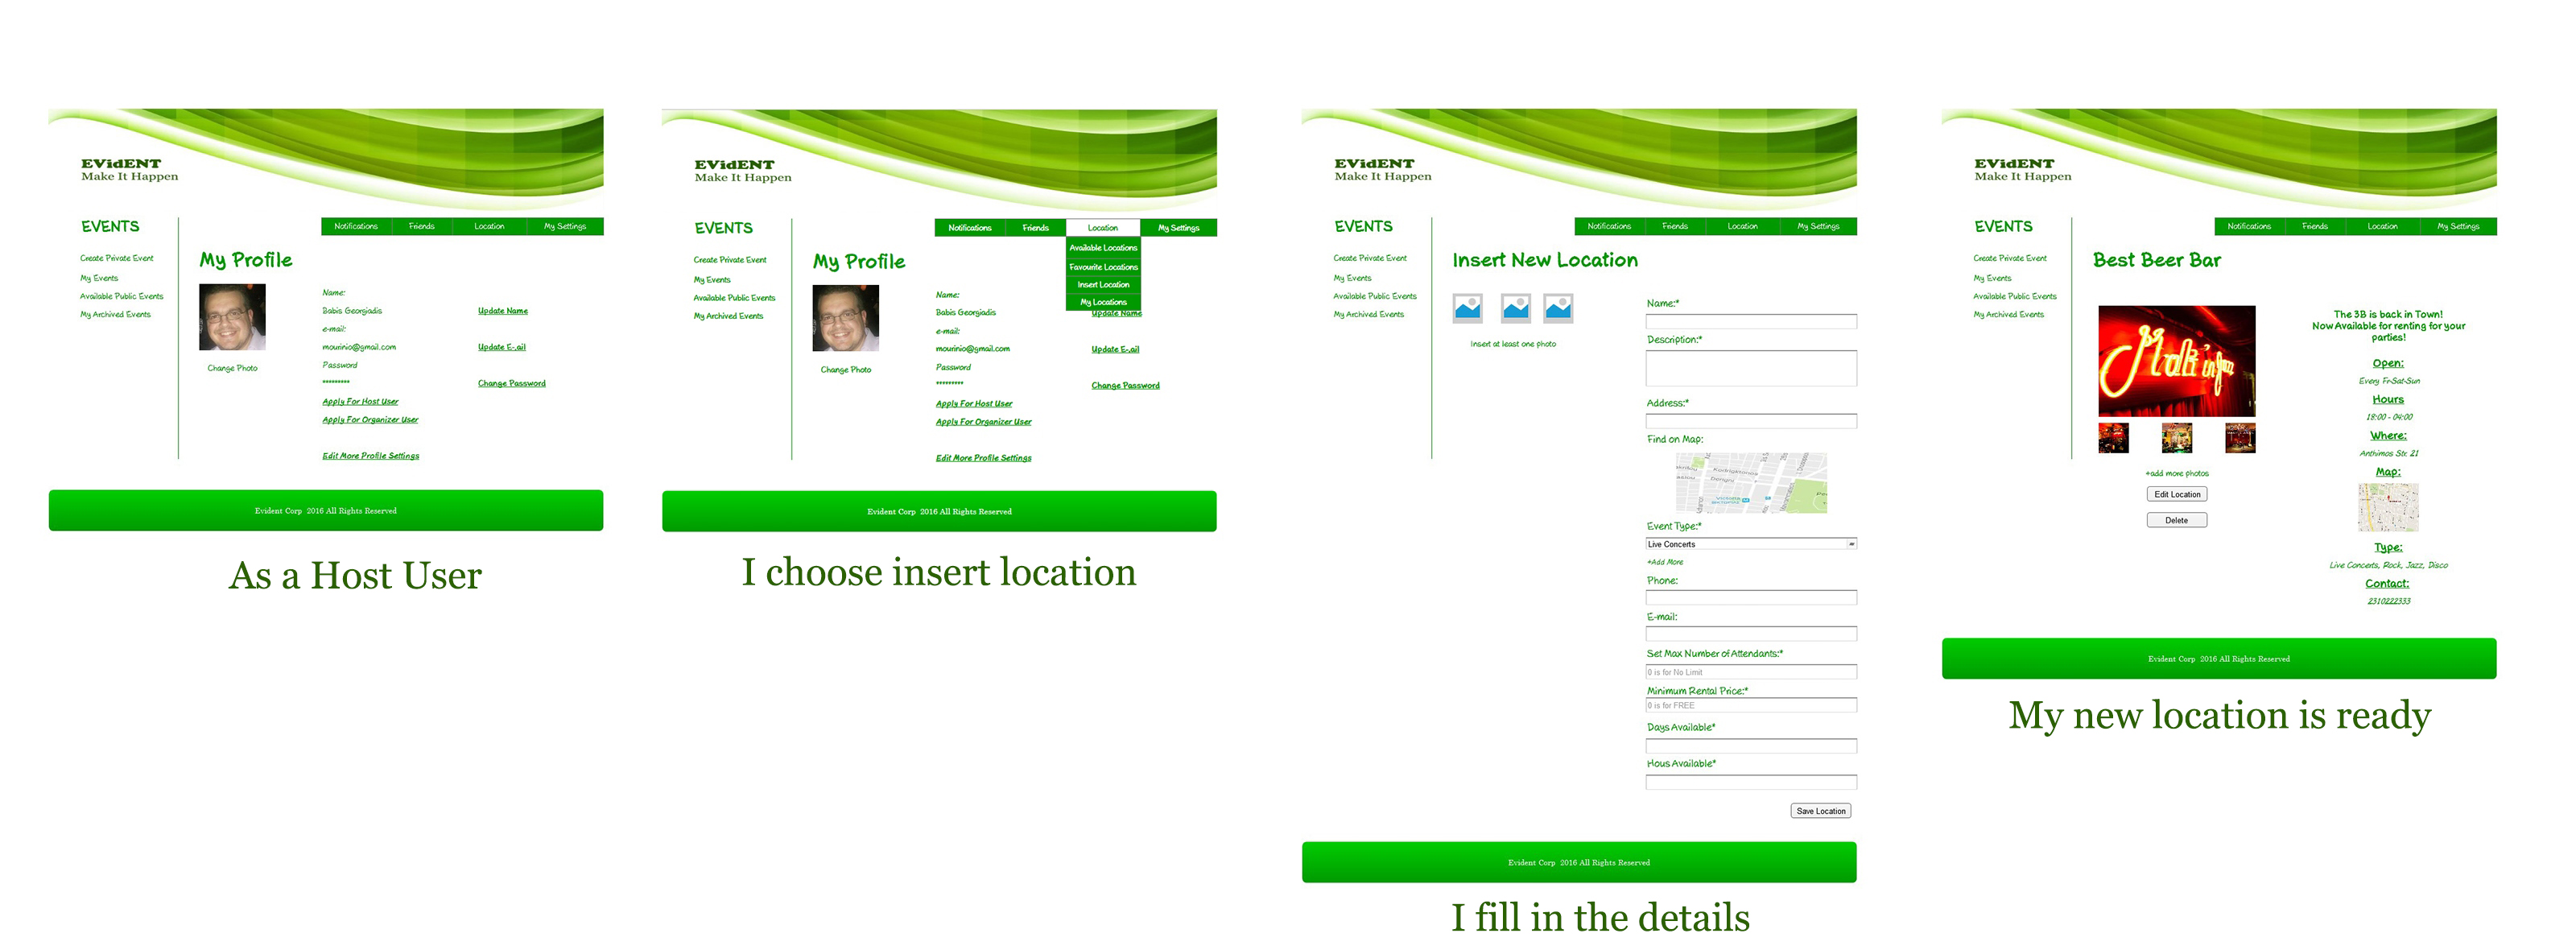 EVidENT
Make It Happen
EVENTS
Create Private Event
My Events
Available Public Events
My Archived Events
Notifications Friends Location My Settings
My Profile
Change Photo
Name:
Babis Georgiadis Update Name
e-mail:
mourinio@gmail.com Update E-.ail
Password
********* Change Password
Apply For Host User
Apply For Organizer User
Edit More Profile Settings
Evident Corp 2016 All Rights Reserved
As a Host User
EVidENT
Make It Happen
EVENTS
Create Private Event
My Events
Available Public Events
My Archived Events
Notifications Friends Location My Settings
Available Locations
Favourite Locations
Insert Location
My Locations
My Profile
Change Photo
Name:
Babis Georgiadis Update Name
e-mail:
mourinio@gmail.com Update E-.ail
Password
********* Change Password
Apply For Host User
Apply For Organizer User
Edit More Profile Settings
Evident Corp 2016 All Rights Reserved
I choose insert location
EVidENT
Make It Happen
EVENTS
Create Private Event
My Events
Available Public Events
My Archived Events
Notifications Friends Location My Settings
Insert New Location
Insert at least one photo
Name:*
Description:*
Address:*
Find on Map:
Event Type:*
Live Concerts
+Add More
Phone:
E-mail:
Set Max Number of Attendants:*
0 is for No Limit
Minimum Rental Price:*
0 is for FREE
Days Available*
Hous Available*
Save Location
Evident Corp 2016 All Rights Reserved
I fill in the details
EVidENT
Make It Happen
EVENTS
Create Private Event
My Events
Available Public Events
My Archived Events
Notifications Friends Location My Settings
Best Beer Bar
+add more photos
Edit Location
Delete
The 3B is back in Town!
Now Available for renting for your
parties!
Open:
Every Fr-Sat-Sun
Hours
18:00 - 04:00
Where:
Anthimos Str. 21
Map:
Type:
Live Concerts, Rock, Jazz, Disco
Contact:
2310222333
Evident Corp 2016 All Rights Reserved
My new location is ready